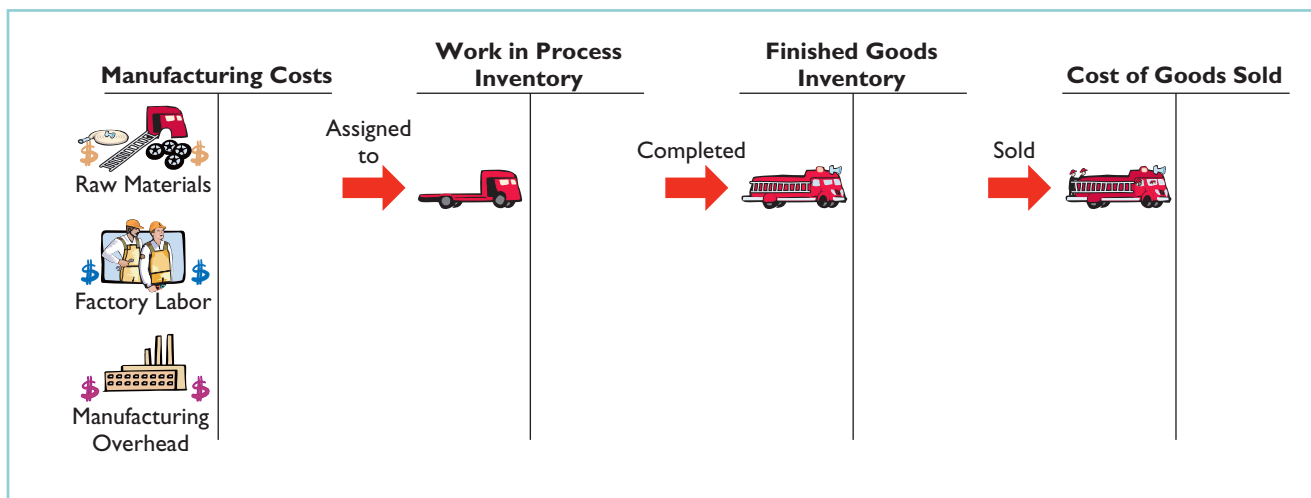 Manufacturing Costs
Work in Process
Inventory
Finished Goods
Inventory
Cost of Goods Sold
Assigned
to
Completed
Sold
$ $
Raw Materials
$ $
Factory Labor
$ $
Manufacturing
Overhead